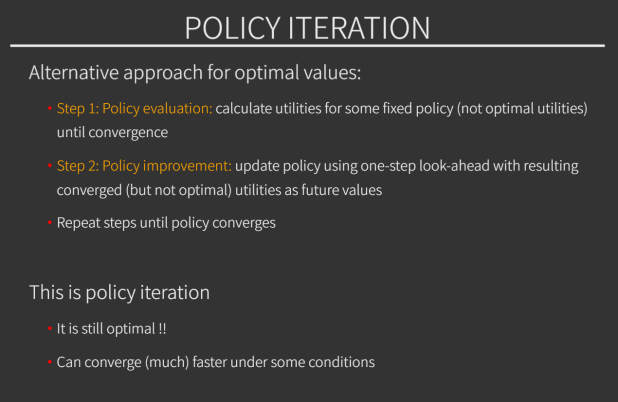 POLICY ITERATION
Alternative approach for optimal values:
• Step 1: Policy evaluation: calculate utilities for some fixed policy (not optimal utilities)
until convergence
• Step 2: Policy improvement: update policy using one-step look-ahead with resulting
converged (but not optimal) utilities as future values
• Repeat steps until policy converges
This is policy iteration
• It is still optimal !!
• Can converge (much) faster under some conditions